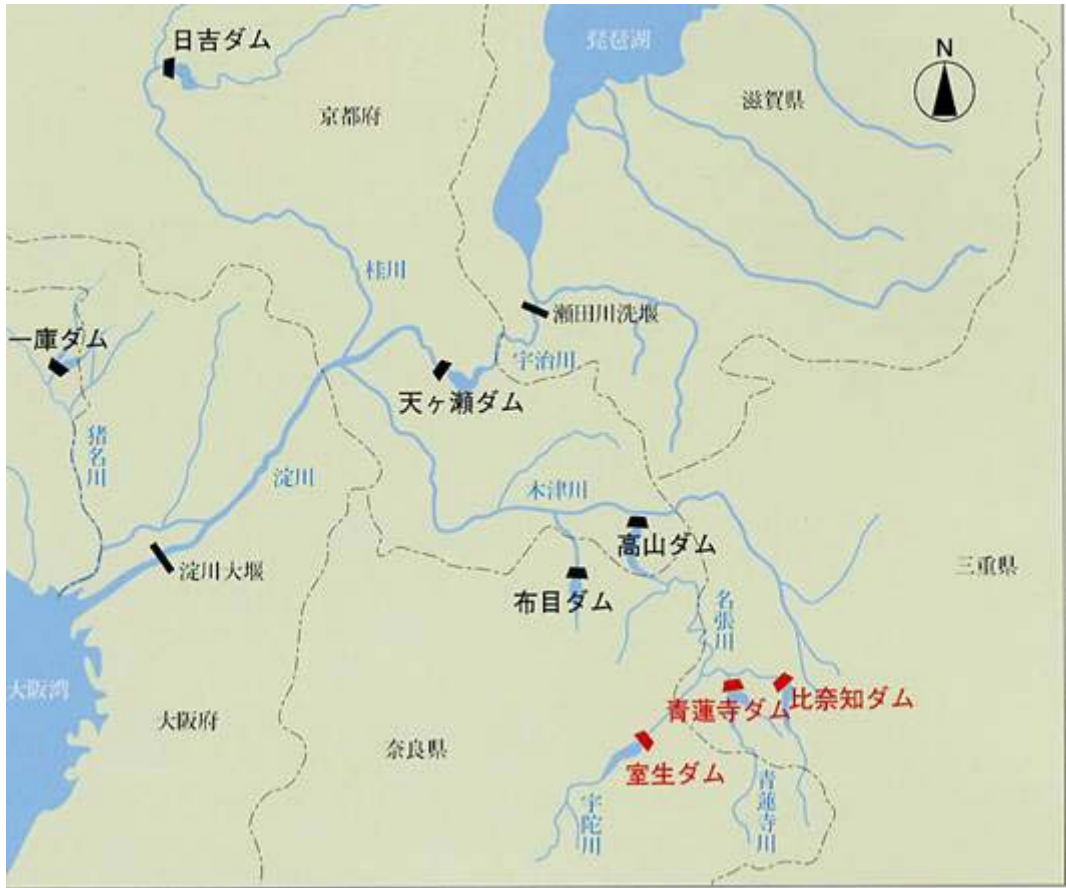 日吉ダム
琵琶湖
N
滋賀県
京都府
桂川
瀬田川洗堰
一庫ダム
宇治川
天ヶ瀬ダム
猪名川
淀川
木津川
高山ダム
三重県
淀川大堰
布目ダム
名張川
大阪湾
青蓮寺ダム
比奈知ダム
大阪府
奈良県
室生ダム
宇陀川
青蓮寺川